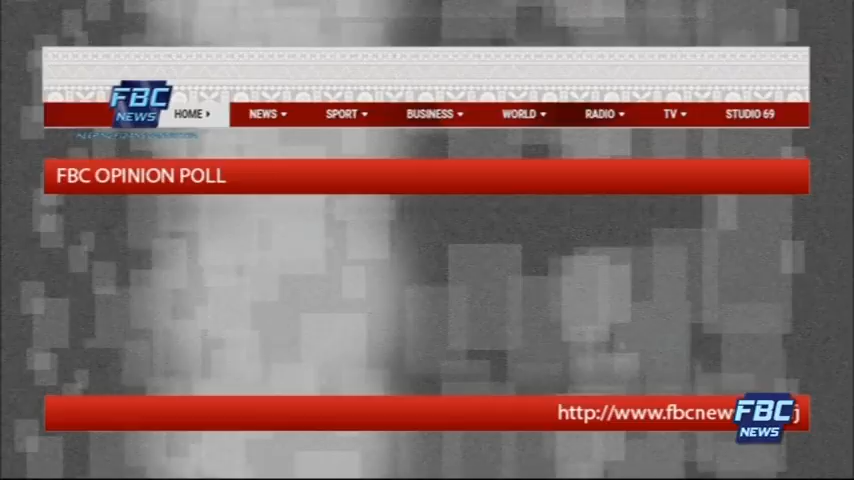 FBC
NEWS
HOME NEWS SPORT BUSINESS WORLD RADIO TV STUDIO 69
FBC OPINION POLL
http://www.fbcnew j
FBC
NEWS